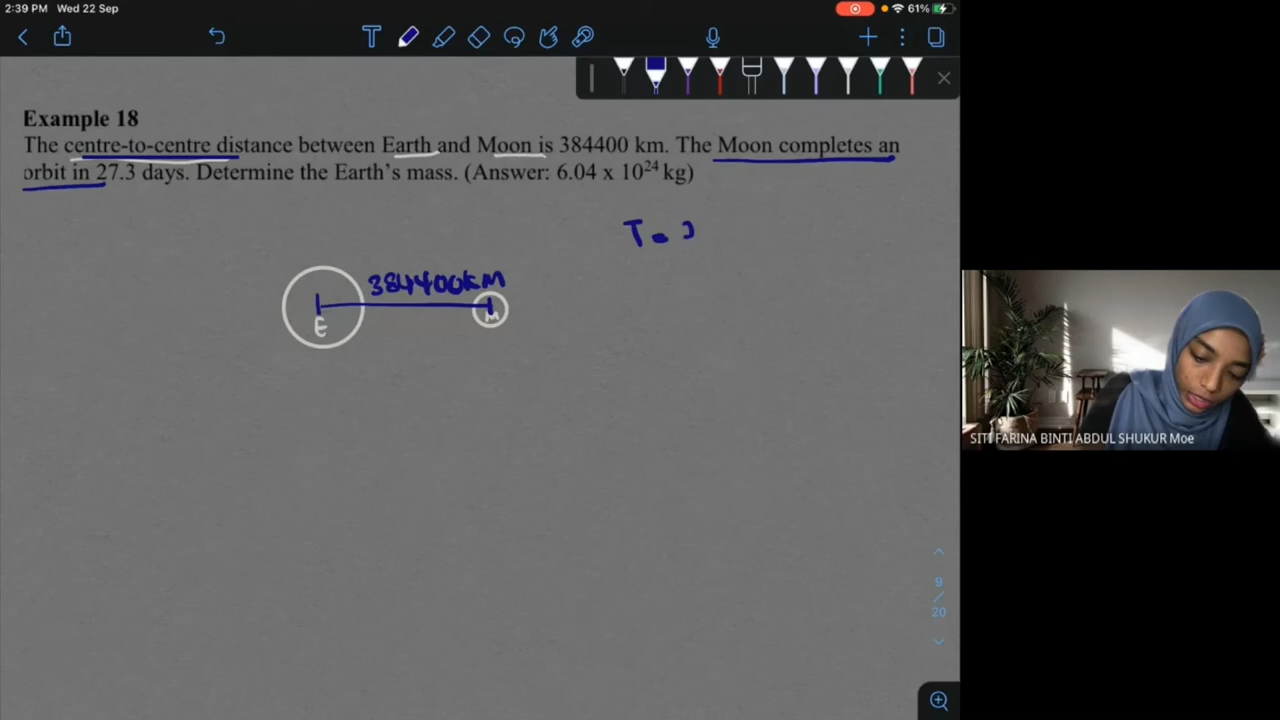 2:39 PM Wed 22 Sep
61%
Example 18
The centre-to-centre distance between Earth and Moon is 384400 km. The Moon completes an
orbit in 27.3 days. Determine the Earth's mass. (Answer: 6.04 x 10²⁴ kg)
T =
384400KM
E
M
SITI FARINA BINTI ABDUL SHUKUR Moe
9
/
20